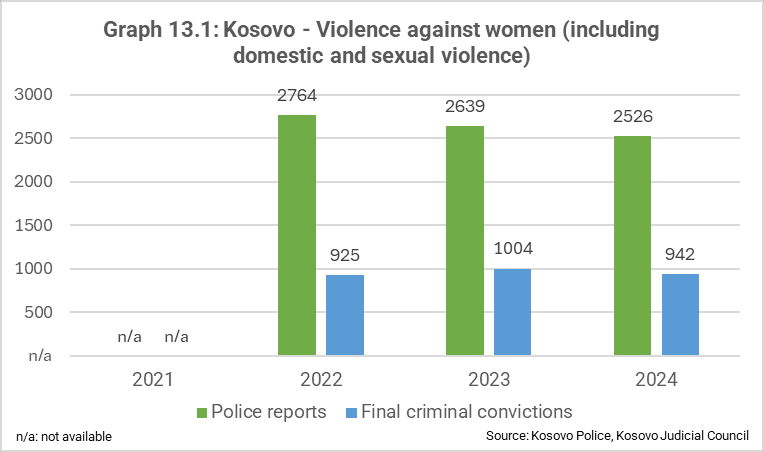 Graph 13.1: Kosovo - Violence against women (including
domestic and sexual violence)
3000
2500
2000
1500
1000
500
n/a
n/a n/a
2764
925
2639
1004
2526
942
2021 2022 2023 2024
Police reports Final criminal convictions
n/a: not available
Source: Kosovo Police, Kosovo Judicial Council